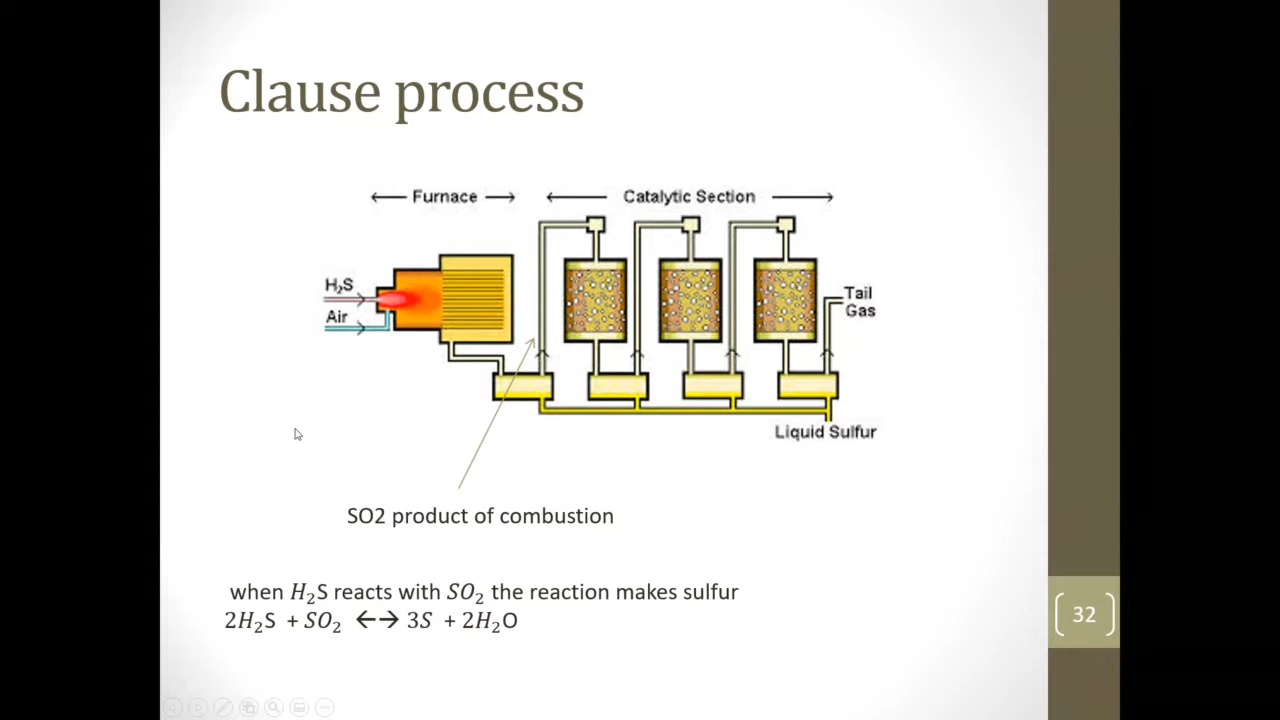 Clause process
Furnace
Catalytic Section
H₂S
Air
Tail
Gas
Liquid Sulfur
SO2 product of combustion
when H₂S reacts with SO₂ the reaction makes sulfur
2H₂S + SO₂ ←→ 3S + 2H₂O
32